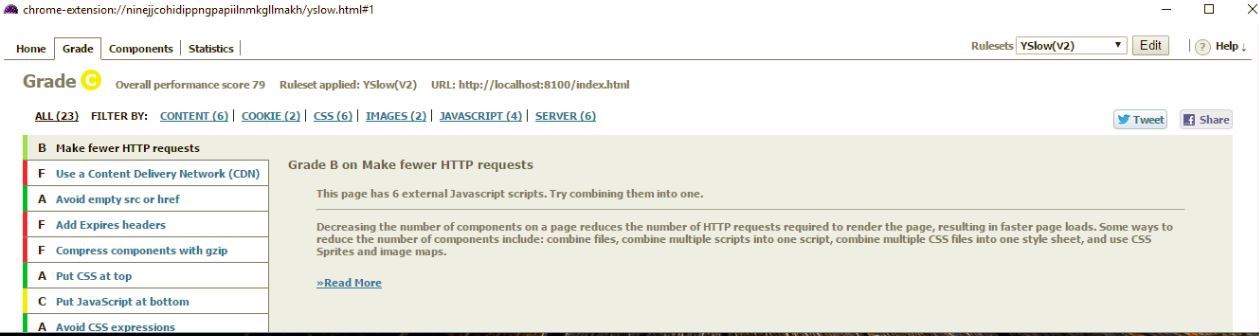 chrome-extension://ninejjcohidippngpapiilnmkgllmakh/yslow.html#1
Home Grade Components Statistics Rulesets YSlow(V2) Edit ? Help ↓
Grade C Overall performance score 79 Ruleset applied: YSlow(V2) URL: http://localhost:8100/index.html
ALL (23) FILTER BY: CONTENT (6) | COOKIE (2) | CSS (6) | IMAGES (2) | JAVASCRIPT (4) | SERVER (6) Tweet Share
B Make fewer HTTP requests
F Use a Content Delivery Network (CDN)
A Avoid empty src or href
F Add Expires headers
F Compress components with gzip
A Put CSS at top
C Put JavaScript at bottom
A Avoid CSS expressions
Grade B on Make fewer HTTP requests
This page has 6 external Javascript scripts. Try combining them into one.
Decreasing the number of components on a page reduces the number of HTTP requests required to render the page, resulting in faster page loads. Some ways to
reduce the number of components include: combine files, combine multiple scripts into one script, combine multiple CSS files into one style sheet, and use CSS
Sprites and image maps.
»Read More